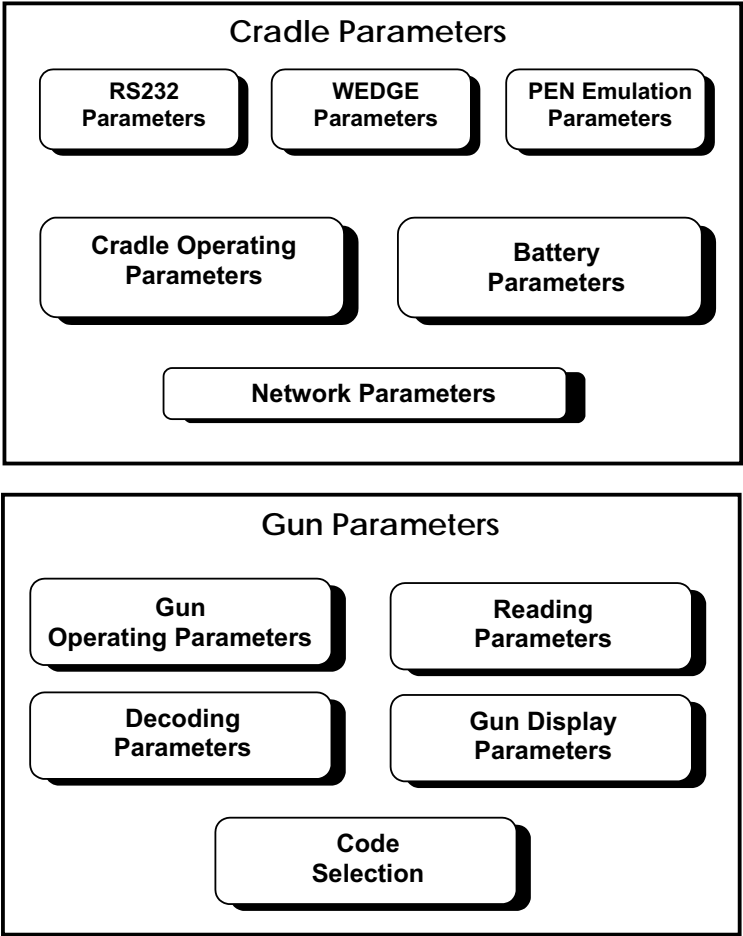 Cradle Parameters
RS232
Parameters
WEDGE
Parameters
PEN Emulation
Parameters
Cradle Operating
Parameters
Battery
Parameters
Network Parameters
Gun Parameters
Gun
Operating Parameters
Reading
Parameters
Decoding
Parameters
Gun Display
Parameters
Code
Selection